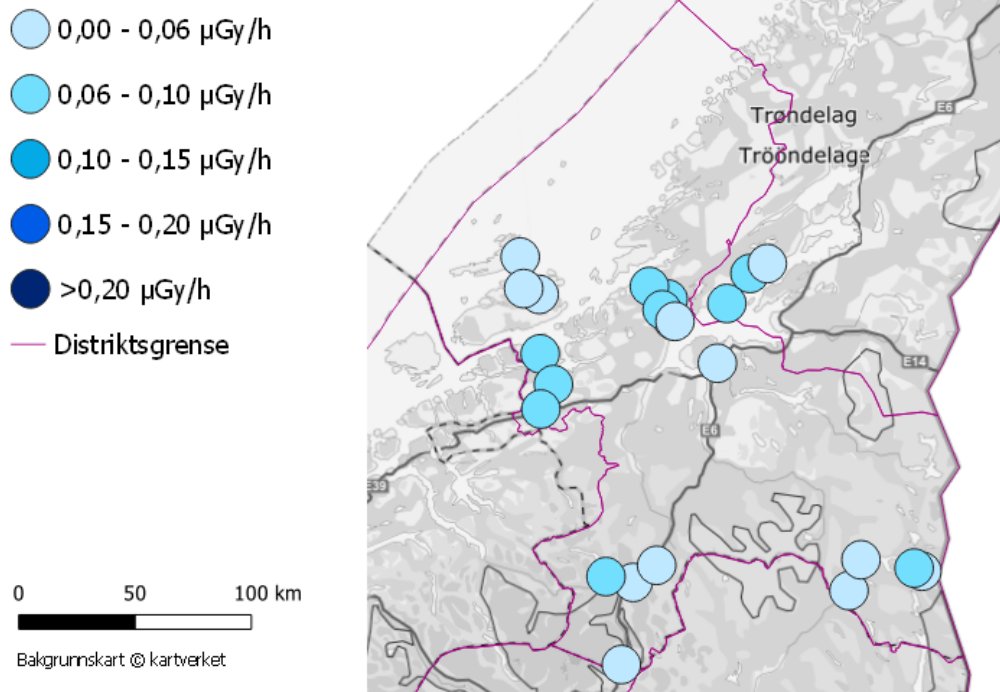 0,00 - 0,06 µGy/h
0,06 - 0,10 µGy/h
0,10 - 0,15 µGy/h
0,15 - 0,20 µGy/h
>0,20 µGy/h
Distriktsgrense
Trøndelag
Trööndelage
E6
E14
E6
E39
0 50 100 km
Bakgrunnskart © kartverket